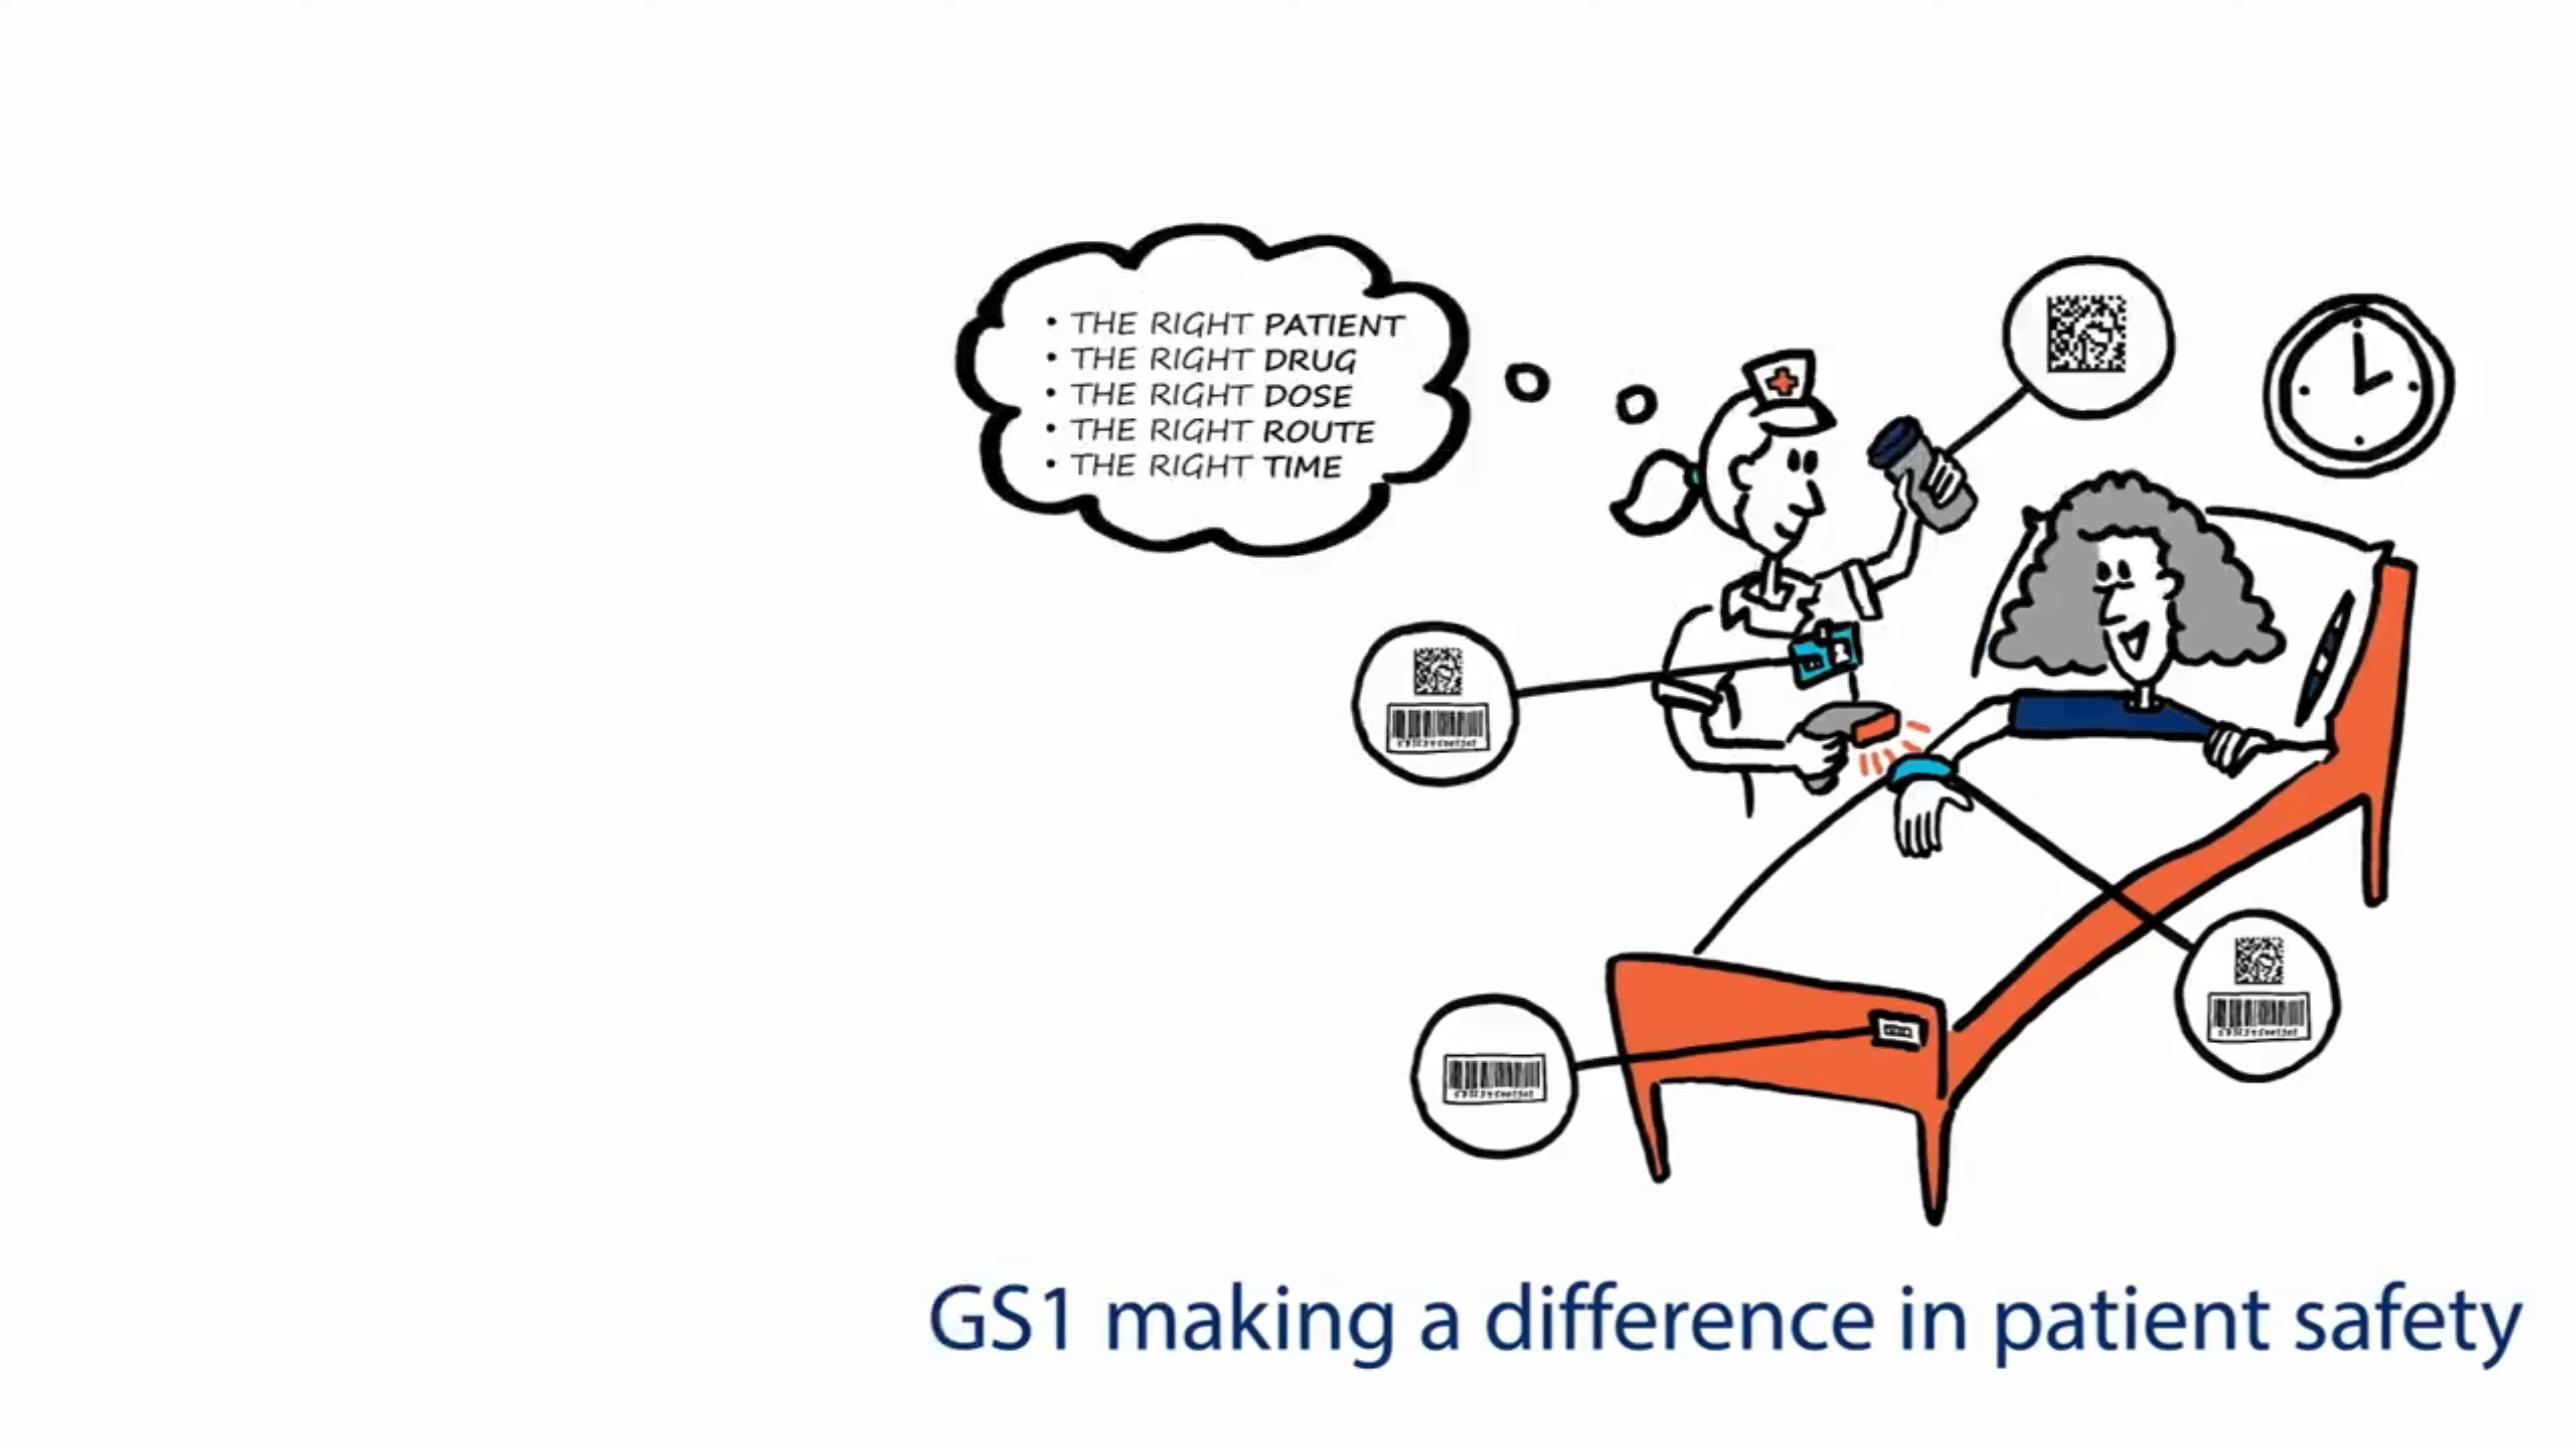 • THE RIGHT PATIENT
• THE RIGHT DRUG
• THE RIGHT DOSE
• THE RIGHT ROUTE
• THE RIGHT TIME
GS1 making a difference in patient safety